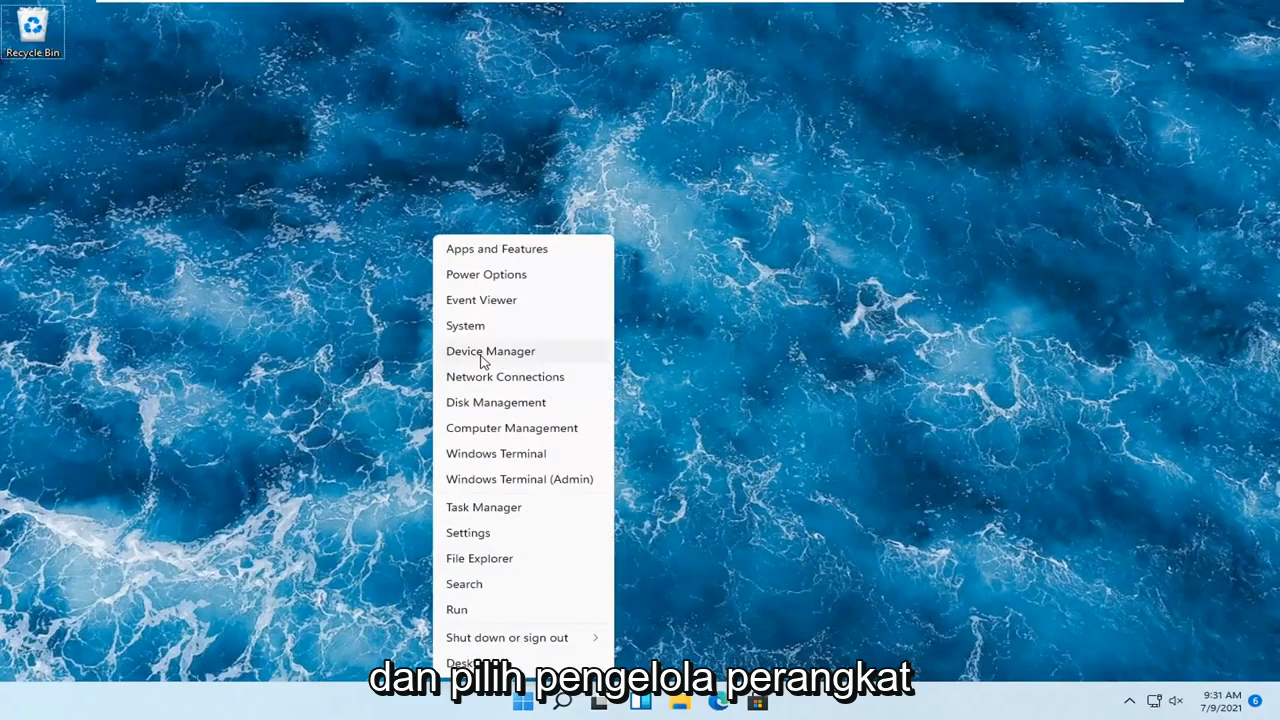 Recycle Bin
Apps and Features
Power Options
Event Viewer
System
Device Manager
Network Connections
Disk Management
Computer Management
Windows Terminal
Windows Terminal (Admin)
Task Manager
Settings
File Explorer
Search
Run
Shut down or sign out
dan pilih pengelola perangkat
9:31 AM
7/9/2021
6